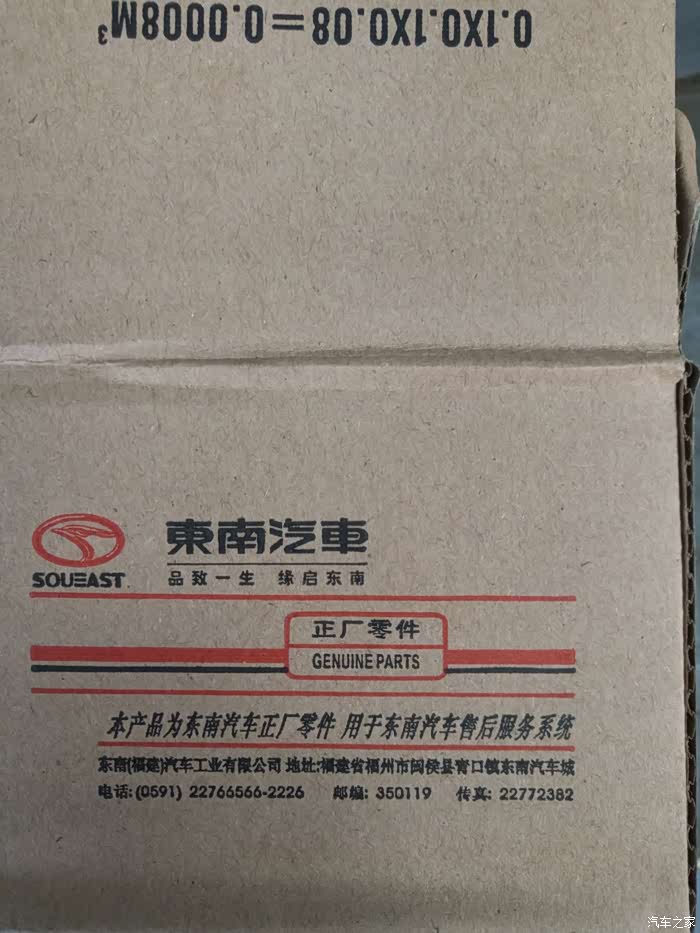 0.1X0.1X0.08=0.0008M³
東南汽車
SOUEAST
品致一生 缘启东南
正厂零件
GENUINE PARTS
本产品为东南汽车正厂零件 用于东南汽车售后服务系统
东南(福建)汽车工业有限公司 地址:福建省福州市闽侯县青口镇东南汽车城
电话:(0591) 22766566-2226 邮编: 350119 传真: 22772382
汽车之家